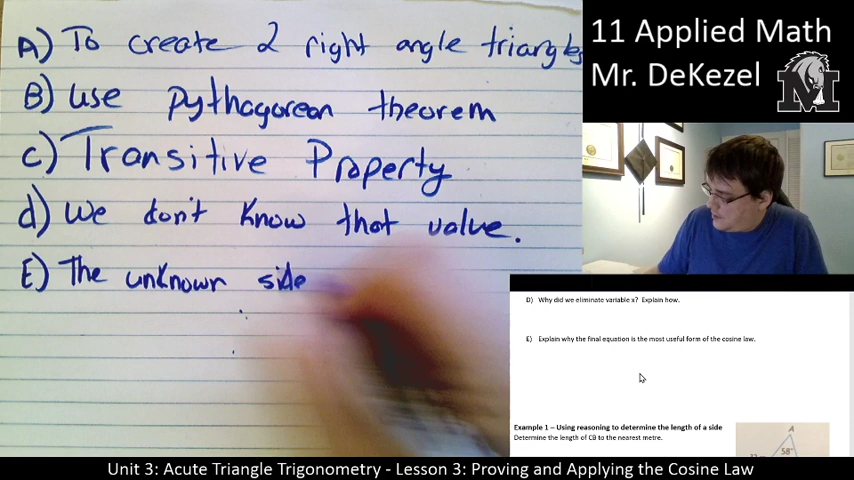 A) To create 2 right angle triangles
B) Use Pythagorean theorem
C) Transitive Property
d) We don't know that value.
E) The unknown side
11 Applied Math
Mr. DeKezel
M
D) Why did we eliminate variable x? Explain how.
E) Explain why the final equation is the most useful form of the cosine law.
Example 1 – Using reasoning to determine the length of a side
Determine the length of CB to the nearest metre.
A
58°
Unit 3: Acute Triangle Trigonometry - Lesson 3: Proving and Applying the Cosine Law